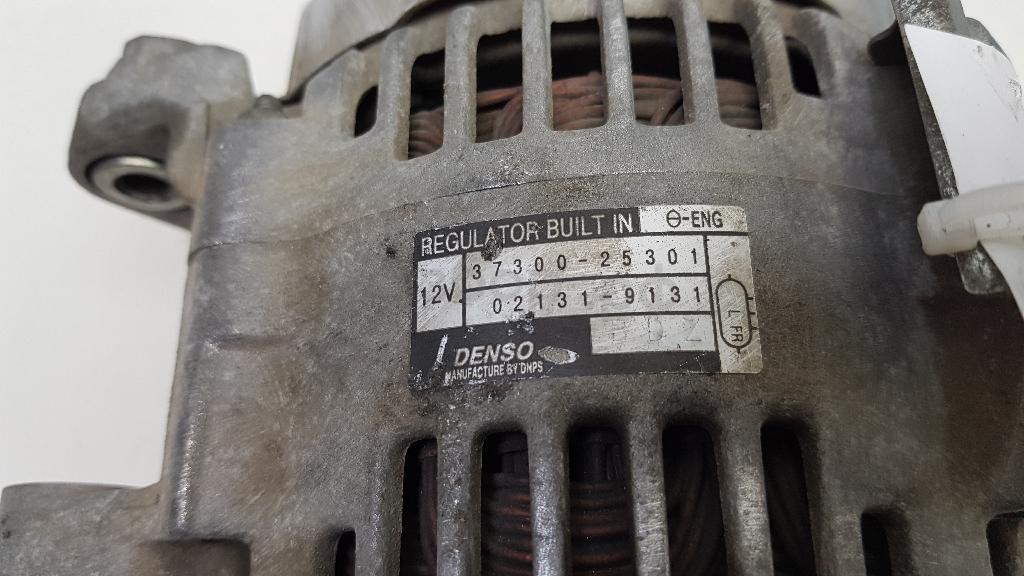 REGULATOR BUILT IN ⊖-ENG
12V
37300-25301
02131-9131
L FR
DENSO
MANUFACTURE BY DNPS